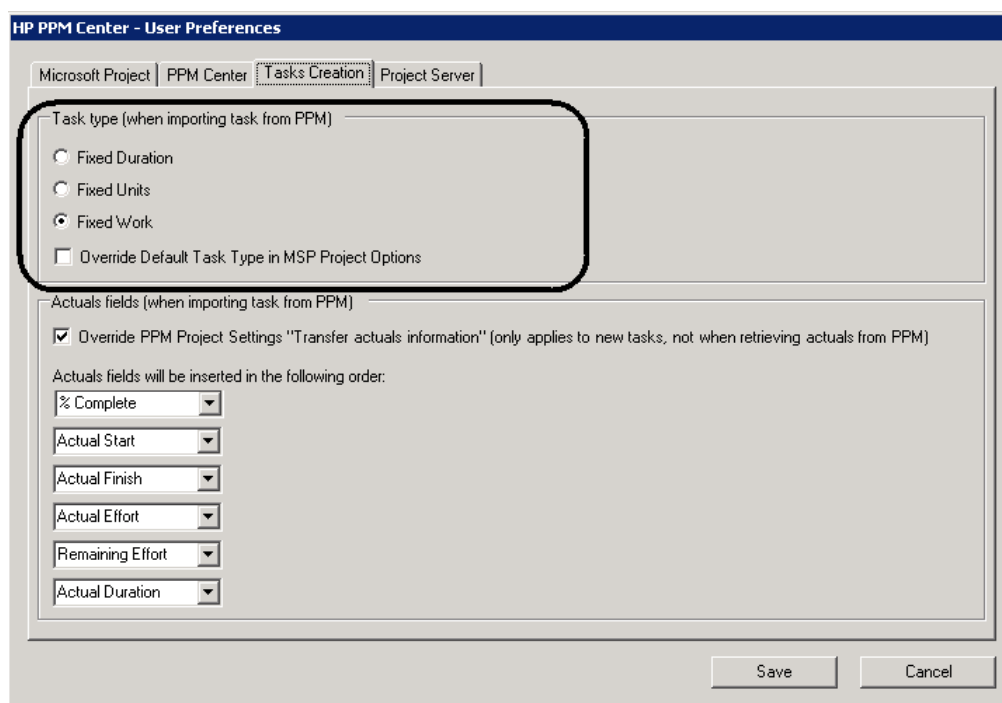 HP PPM Center - User Preferences
Microsoft Project PPM Center Tasks Creation Project Server
Task type (when importing task from PPM)
Fixed Duration
Fixed Units
Fixed Work
Override Default Task Type in MSP Project Options
Actuals fields (when importing task from PPM)
Override PPM Project Settings "Transfer actuals information" (only applies to new tasks, not when retrieving actuals from PPM)
Actuals fields will be inserted in the following order:
% Complete
Actual Start
Actual Finish
Actual Effort
Remaining Effort
Actual Duration
Save Cancel